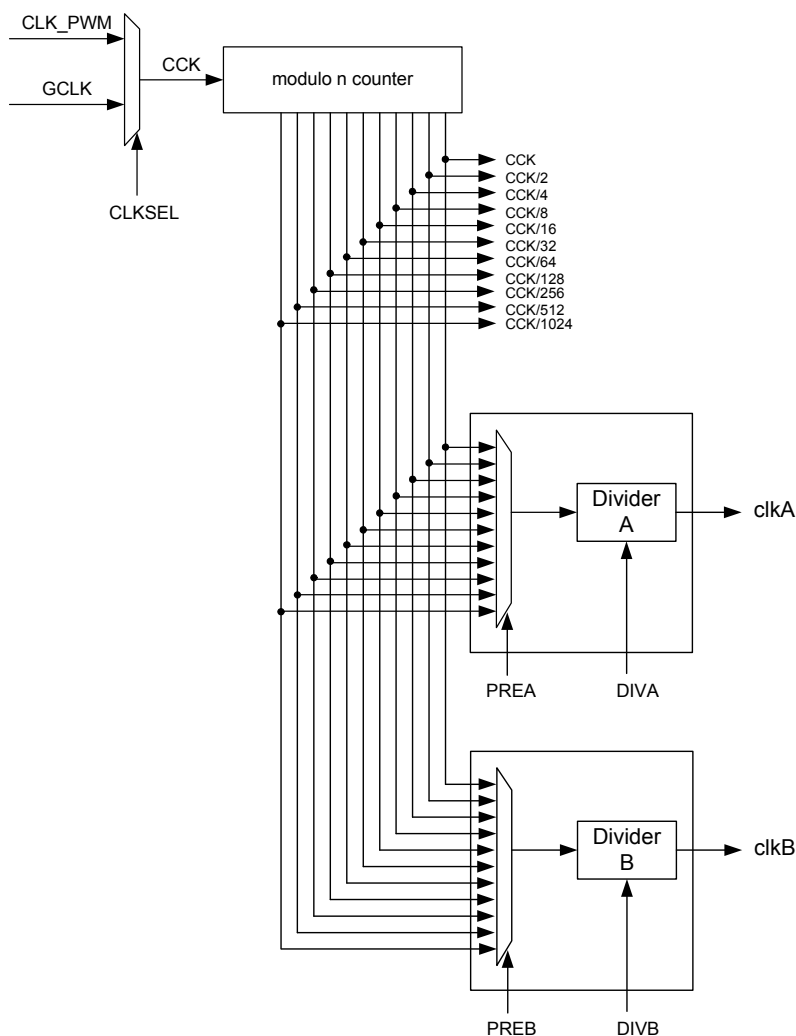 CLK_PWM
GCLK
CCK
modulo n counter
CLKSEL
CCK
CCK/2
CCK/4
CCK/8
CCK/16
CCK/32
CCK/64
CCK/128
CCK/256
CCK/512
CCK/1024
Divider
A
clkA
PREA
DIVA
Divider
B
clkB
PREB
DIVB